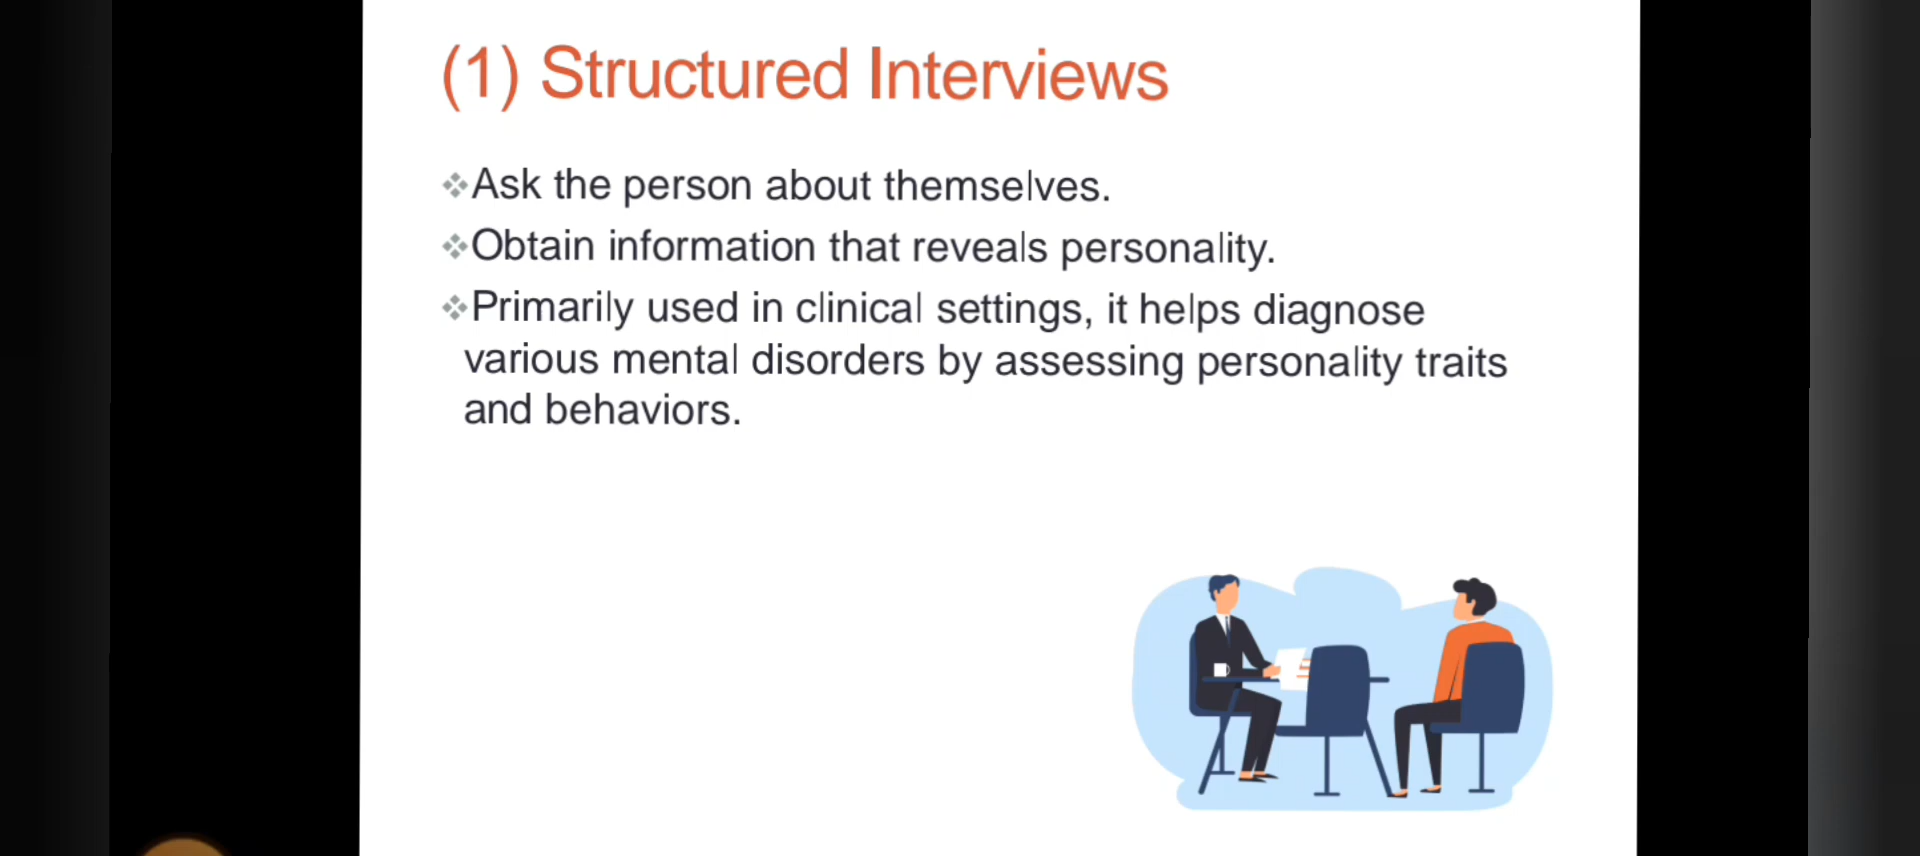 (1) Structured Interviews
❖Ask the person about themselves.
❖Obtain information that reveals personality.
❖Primarily used in clinical settings, it helps diagnose
various mental disorders by assessing personality traits
and behaviors.